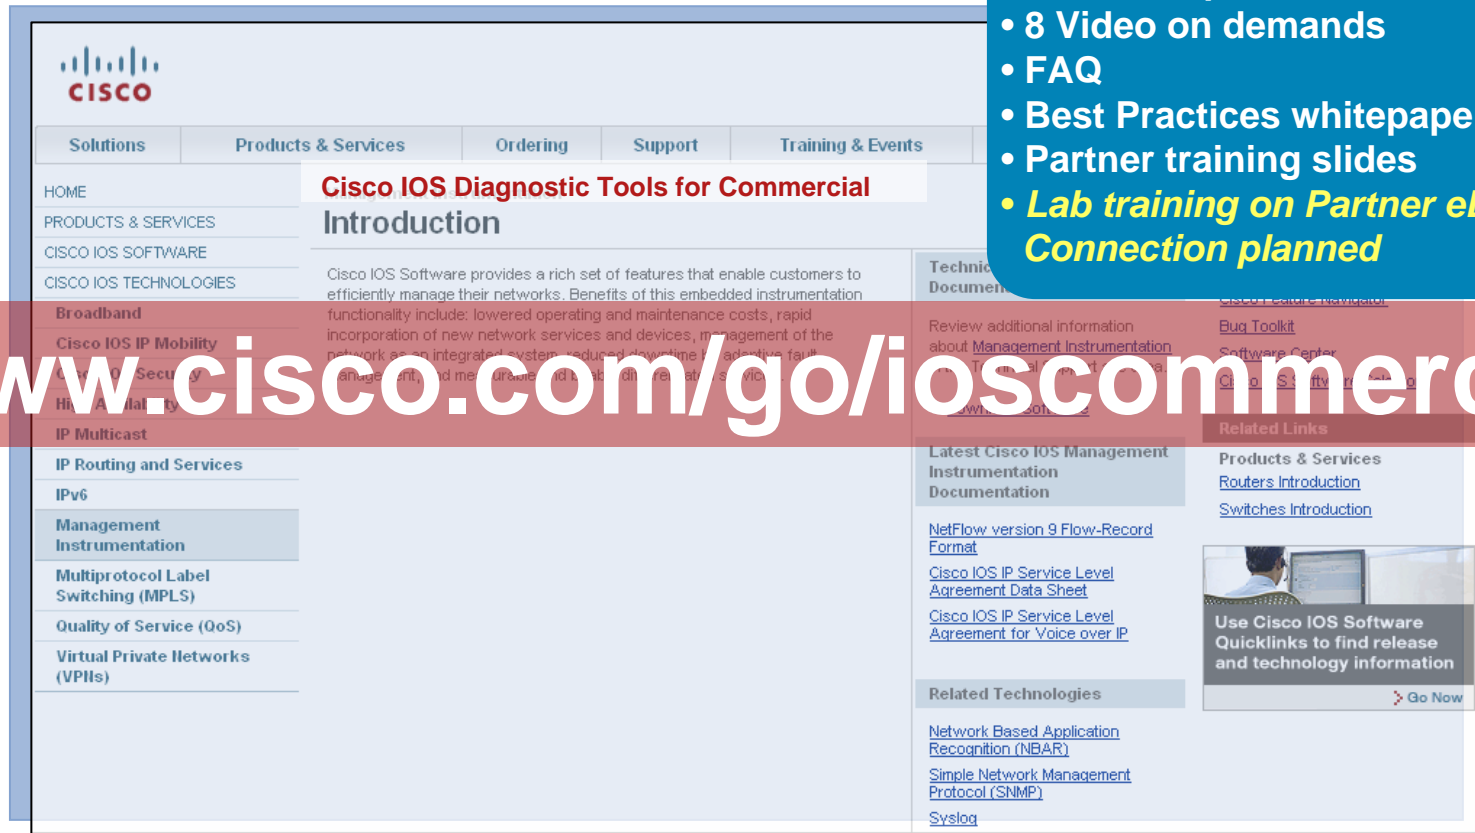 • 8 Video on demands
• FAQ
• Best Practices whitepape
• Partner training slides
• Lab training on Partner
Connection planned
CISCO
Solutions
Products & Services
Ordering
Support
Training & Events
HOME
PRODUCTS & SERVICES
CISCO IOS SOFTWARE
CISCO IOS TECHNOLOGIES
Broadband
Cisco IOS IP Mobility
IP Multicast
IP Routing and Services
IPv6
Management
Instrumentation
Multiprotocol Label
Switching (MPLS)
Quality of Service (QoS)
Virtual Private Networks
(VPNs)
Cisco IOS Diagnostic Tools for Commercial
Introduction
Cisco IOS Software provides a rich set of features that enable customers to
efficiently manage their networks. Benefits of this embedded instrumentation
functionality include: lowered operating and maintenance costs, rapid
incorporation of new network services and devices, management of the
ww.cisco.com/go/ioscommerc
Review additional information
about Management Instrumentation
Latest Cisco IOS Management
Instrumentation
Documentation
NetFlow version 9 Flow-Record
Format
Cisco IOS IP Service Level
Agreement Data Sheet
Cisco IOS IP Service Level
Agreement for Voice over IP
Related Technologies
Network Based Application
Recognition (NBAR)
Simple Network Management
Protocol (SNMP)
Syslog
Cisco Feature Navigator
Bug Toolkit
Software Center
Related Links
Products & Services
Routers Introduction
Switches Introduction
Use Cisco IOS Software
Quicklinks to find release
and technology information
Go Now